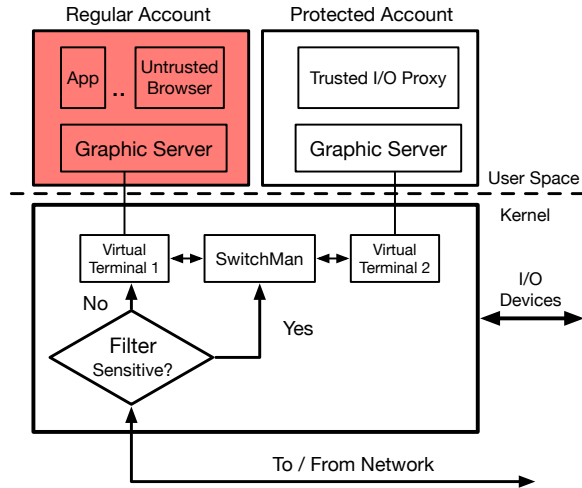 Regular Account
Protected Account
App
..
Untrusted
Browser
Trusted I/O Proxy
Graphic Server
Graphic Server
User Space
Kernel
Virtual
Terminal 1
SwitchMan
Virtual
Terminal 2
I/O
Devices
No
Yes
Filter
Sensitive?
To / From Network